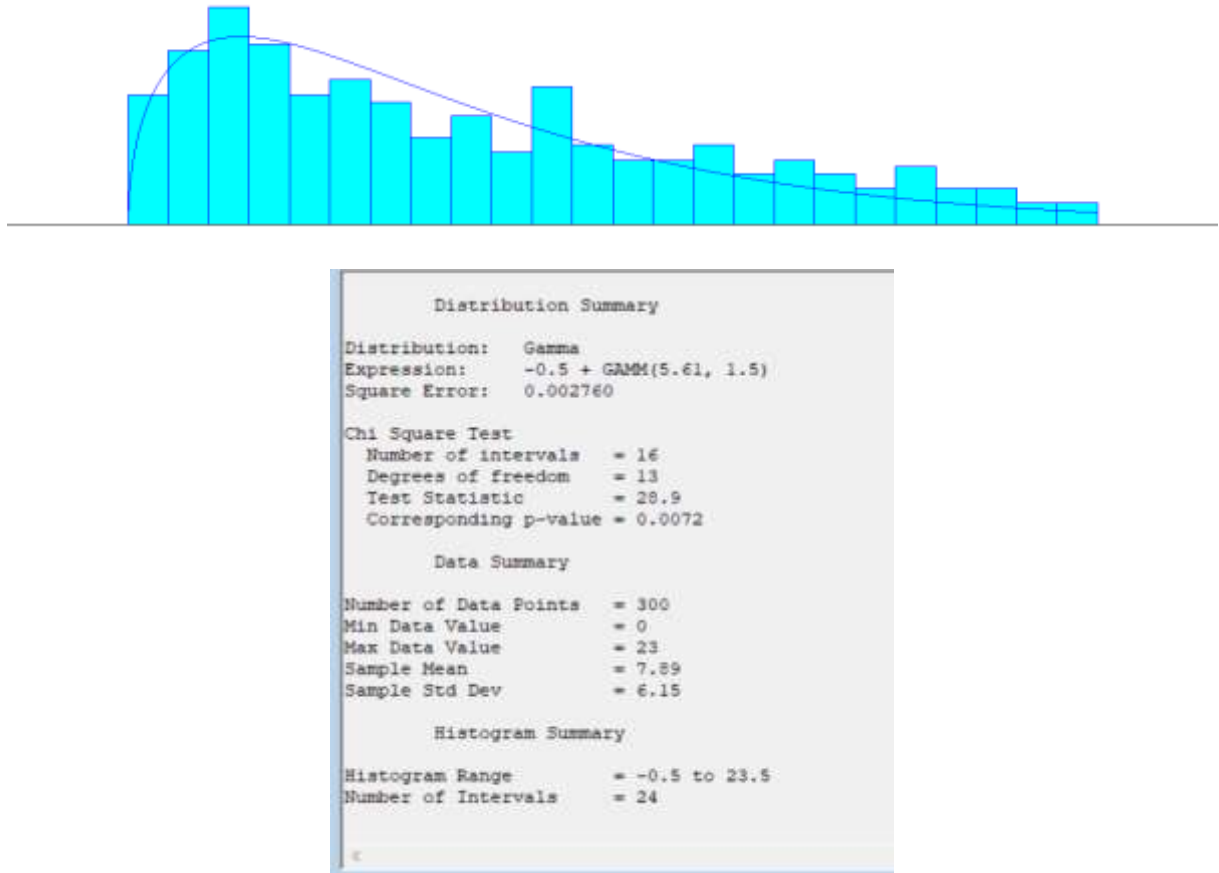 Distribution Summary
Distribution: Gamma
Expression: -0.5 + GAMM(5.61, 1.5)
Square Error: 0.002760
Chi Square Test
Number of intervals = 16
Degrees of freedom = 13
Test Statistic = 28.9
Corresponding p-value = 0.0072
Data Summary
Number of Data Points = 300
Min Data Value = 0
Max Data Value = 23
Sample Mean = 7.89
Sample Std Dev = 6.15
Histogram Summary
Histogram Range = -0.5 to 23.5
Number of Intervals = 24